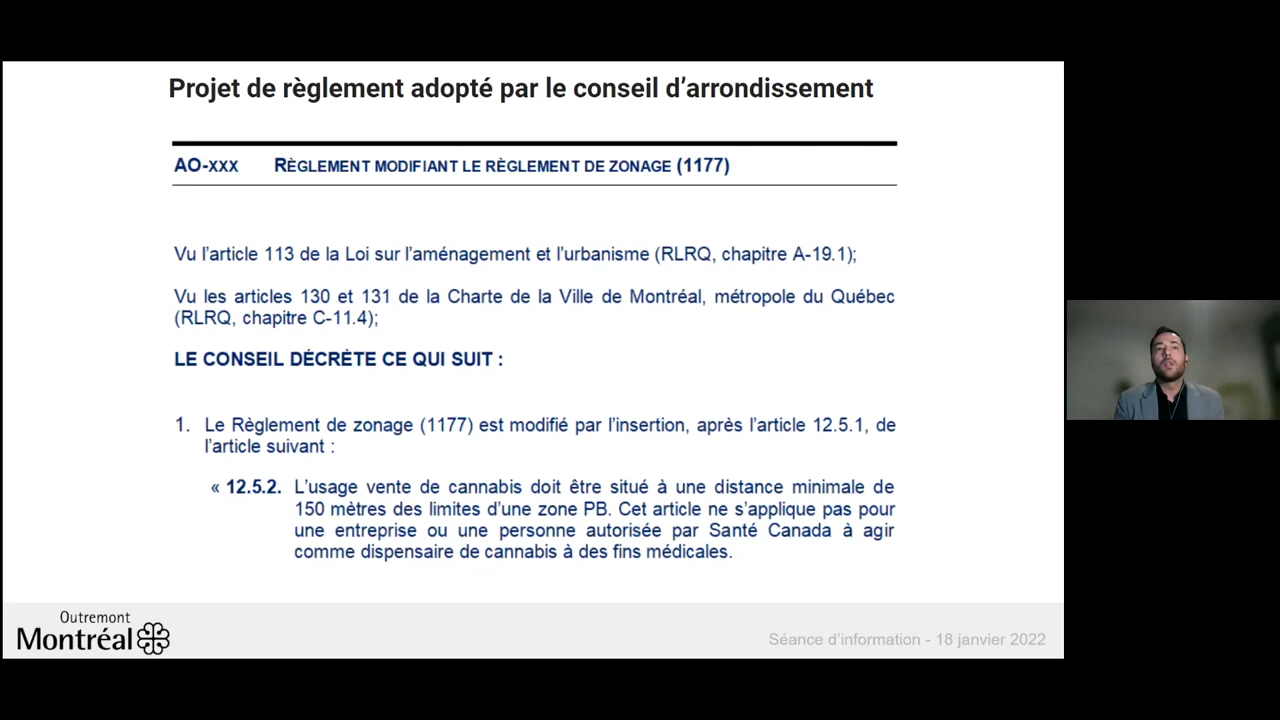 Projet de règlement adopté par le conseil d’arrondissement
AO-XXX RÈGLEMENT MODIFIANT LE RÈGLEMENT DE ZONAGE (1177)
Vu l’article 113 de la Loi sur l’aménagement et l’urbanisme (RLRQ, chapitre A-19.1);
Vu les articles 130 et 131 de la Charte de la Ville de Montréal, métropole du Québec
(RLRQ, chapitre C-11.4);
LE CONSEIL DÉCRÈTE CE QUI SUIT :
1. Le Règlement de zonage (1177) est modifié par l’insertion, après l’article 12.5.1, de
l’article suivant :
« 12.5.2. L’usage vente de cannabis doit être situé à une distance minimale de
150 mètres des limites d’une zone PB. Cet article ne s’applique pas pour
une entreprise ou une personne autorisée par Santé Canada à agir
comme dispensaire de cannabis à des fins médicales.
Outremont
Montréal
Séance d’information - 18 janvier 2022